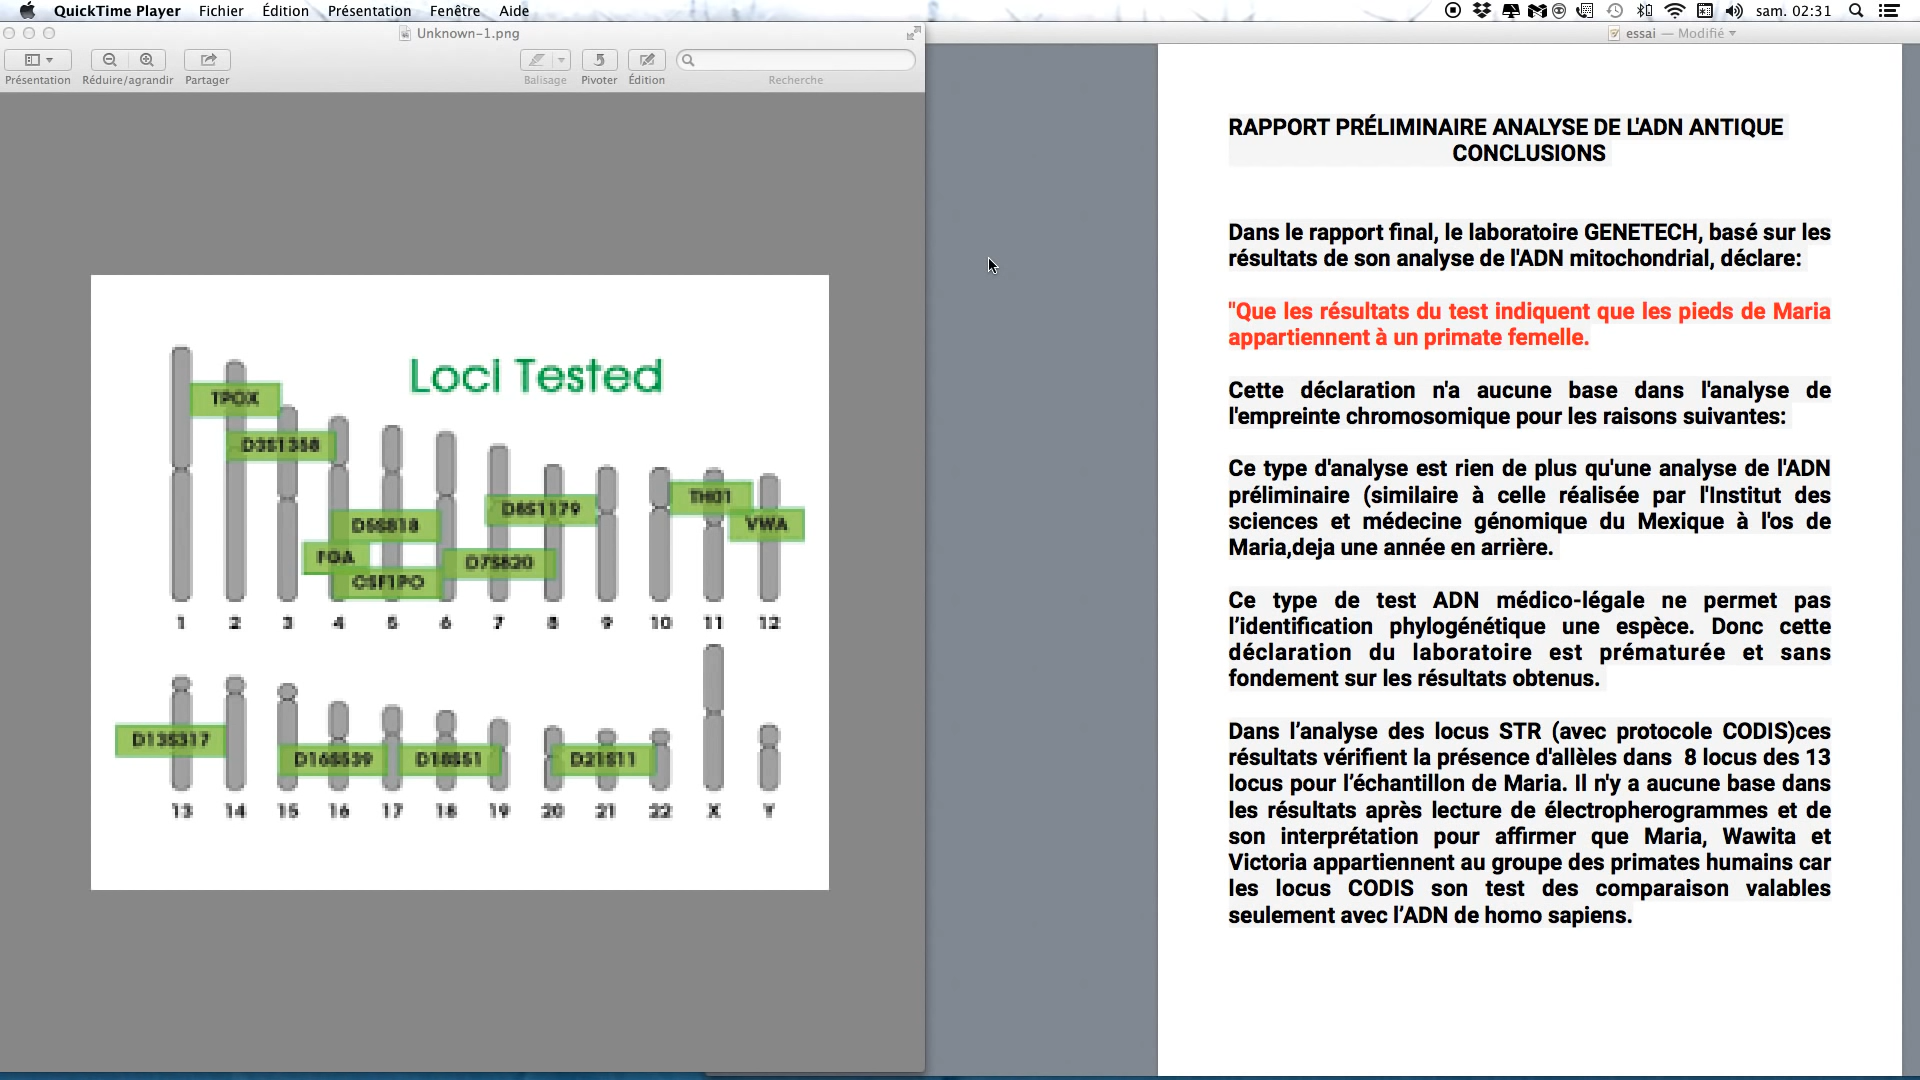 QuickTime Player Fichier Édition Présentation Fenêtre Aide
sam. 02:31
Unknown-1.png
Présentation Réduire/agrandir Partager Balisage Pivoter Édition Recherche
essai — Modifié
Loci Tested
TPOX
D3S1358
TH01
D8S1179
D5S818
VWA
FGA
D7S820
CSF1PO
1 2 3 4 5 6 7 8 9 10 11 12
D13S317
D16S539 D18S51 D21S11
13 14 15 16 17 18 19 20 21 22 X Y
RAPPORT PRÉLIMINAIRE ANALYSE DE L'ADN ANTIQUE
CONCLUSIONS
Dans le rapport final, le laboratoire GENETECH, basé sur les
résultats de son analyse de l'ADN mitochondrial, déclare:
"Que les résultats du test indiquent que les pieds de Maria
appartiennent à un primate femelle.
Cette déclaration n'a aucune base dans l'analyse de
l'empreinte chromosomique pour les raisons suivantes:
Ce type d'analyse est rien de plus qu'une analyse de l'ADN
préliminaire (similaire à celle réalisée par l'Institut des
sciences et médecine génomique du Mexique à l'os de
Maria,deja une année en arrière.
Ce type de test ADN médico-légale ne permet pas
l’identification phylogénétique une espèce. Donc cette
déclaration du laboratoire est prématurée et sans
fondement sur les résultats obtenus.
Dans l’analyse des locus STR (avec protocole CODIS)ces
résultats vérifient la présence d'allèles dans 8 locus des 13
locus pour l’échantillon de Maria. Il n'y a aucune base dans
les résultats après lecture de électropherogrammes et de
son interprétation pour affirmer que Maria, Wawita et
Victoria appartiennent au groupe des primates humains car
les locus CODIS son test des comparaison valables
seulement avec l’ADN de homo sapiens.